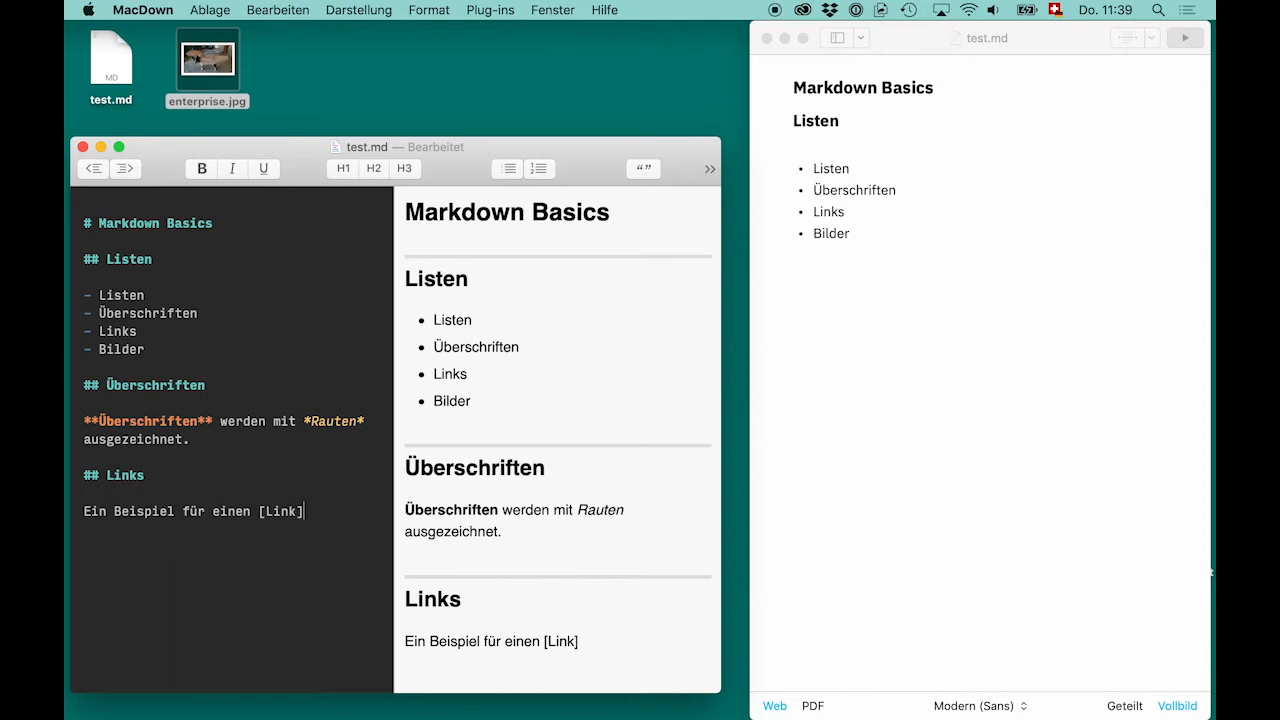 MacDown Ablage Bearbeiten Darstellung Format Plug-ins Fenster Hilfe Do. 11:39
MD
test.md
enterprise.jpg
test.md — Bearbeitet
B I U H1 H2 H3 “” »
# Markdown Basics
## Listen
- Listen
- Überschriften
- Links
- Bilder
## Überschriften
**Überschriften** werden mit *Rauten*
ausgezeichnet.
## Links
Ein Beispiel für einen [Link]
Markdown Basics
Listen
• Listen
• Überschriften
• Links
• Bilder
Überschriften
Überschriften werden mit Rauten
ausgezeichnet.
Links
Ein Beispiel für einen [Link]
test.md
Markdown Basics
Listen
• Listen
• Überschriften
• Links
• Bilder
Web PDF Modern (Sans) Geteilt Vollbild